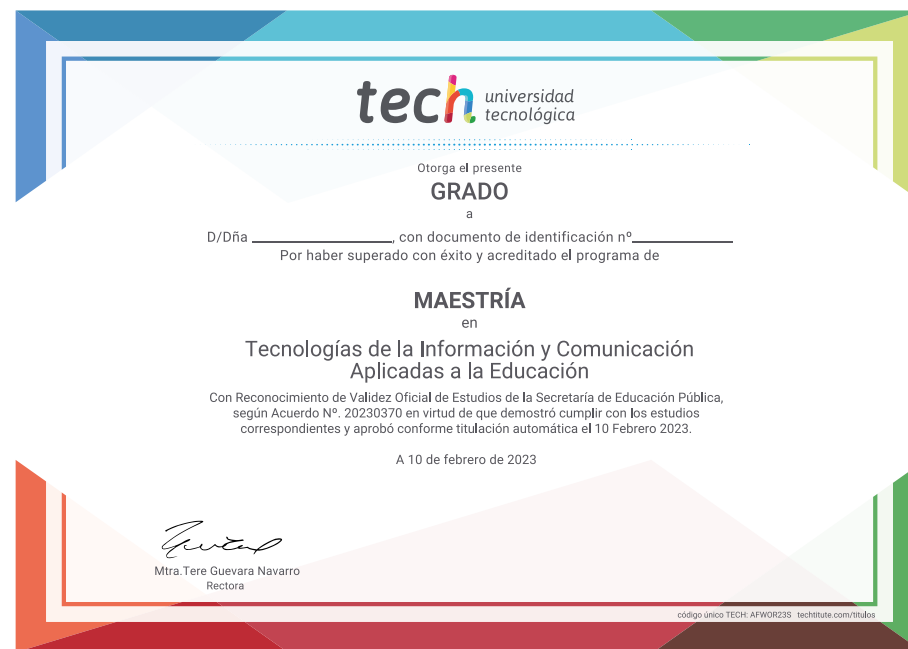 tech universidad
tecnológica
Otorga el presente
GRADO
a
D/Dña ____________________, con documento de identificación nº______________
Por haber superado con éxito y acreditado el programa de
MAESTRÍA
en
Tecnologías de la Información y Comunicación
Aplicadas a la Educación
Con Reconocimiento de Validez Oficial de Estudios de la Secretaría de Educación Pública,
según Acuerdo Nº. 20230370 en virtud de que demostró cumplir con los estudios
correspondientes y aprobó conforme titulación automática el 10 Febrero 2023.
A 10 de febrero de 2023
Mtra.Tere Guevara Navarro
Rectora
código único TECH: AFWOR23S techtitute.com/titulos